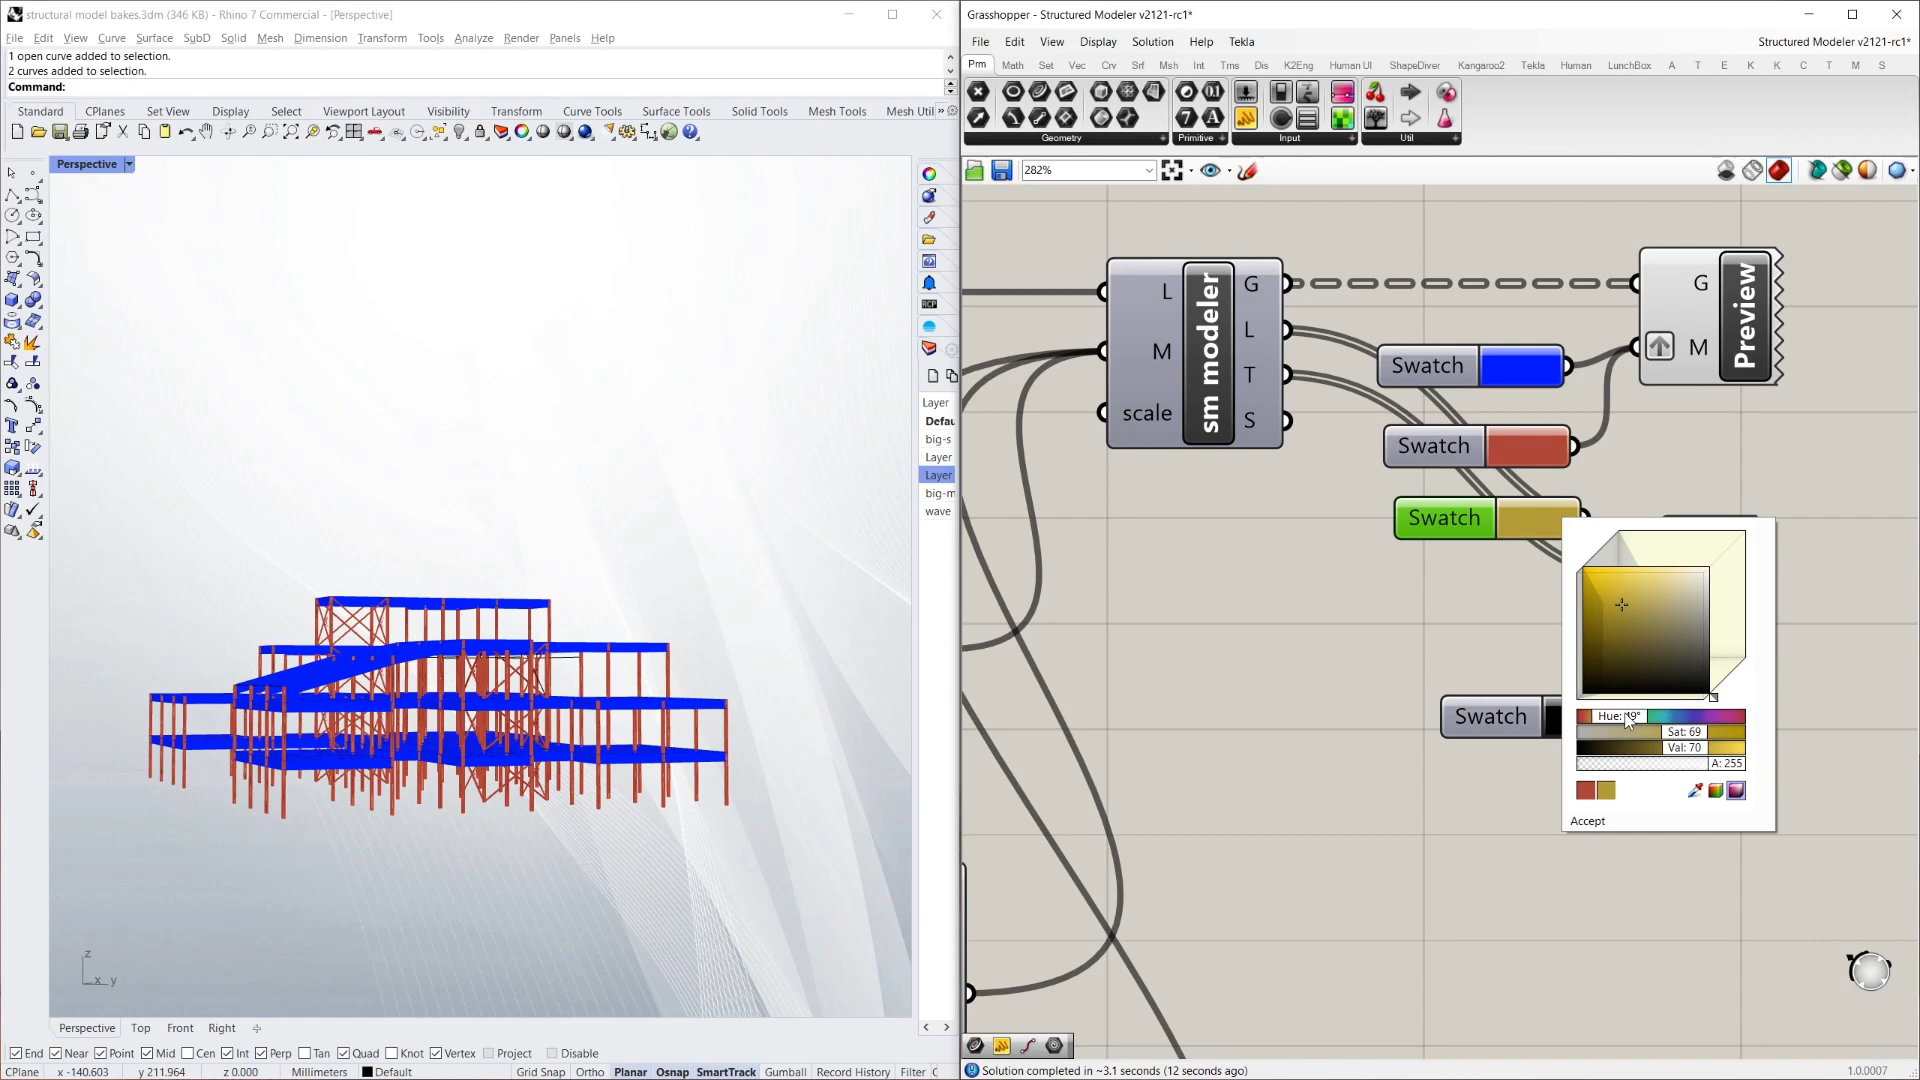 structural model bakes.3dm (346 KB) - Rhino 7 Commercial - [Perspective]
File Edit View Curve Surface SubD Solid Mesh Dimension Transform Tools Analyze Render Panels Help
1 open curve added to selection.
2 curves added to selection.
Command:
Standard CPlanes Set View Display Select Viewport Layout Visibility Transform Curve Tools Surface Tools Solid Tools Mesh Tools Mesh Util »
Perspective
RCP
Layer
Defau
big-s
Layer
Layer
big-m
wave
z
x y
Perspective Top Front Right
End Near Point Mid Cen Int Perp Tan Quad Knot Vertex Project Disable
CPlane x -140.603 y 211.964 z 0.000 Millimeters Default Grid Snap Ortho Planar Osnap SmartTrack Gumball Record History Filter C
Grasshopper - Structured Modeler v2121-rc1*
File Edit View Display Solution Help Tekla Structured Modeler v2121-rc1*
Prm Math Set Vec Crv Srf Msh Int Trns Dis K2Eng Human UI ShapeDiver Kangaroo2 Tekla Human LunchBox A T E K K C T M S
Geometry Primitive Input Util
282%
L
M
scale
sm modeler
G
L
T
S
Swatch
Swatch
Swatch
Swatch
G
M
Preview
Hue: 49°
Sat: 69
Val: 70
A: 255
Accept
Solution completed in ~3.1 seconds (12 seconds ago) 1.0.0007